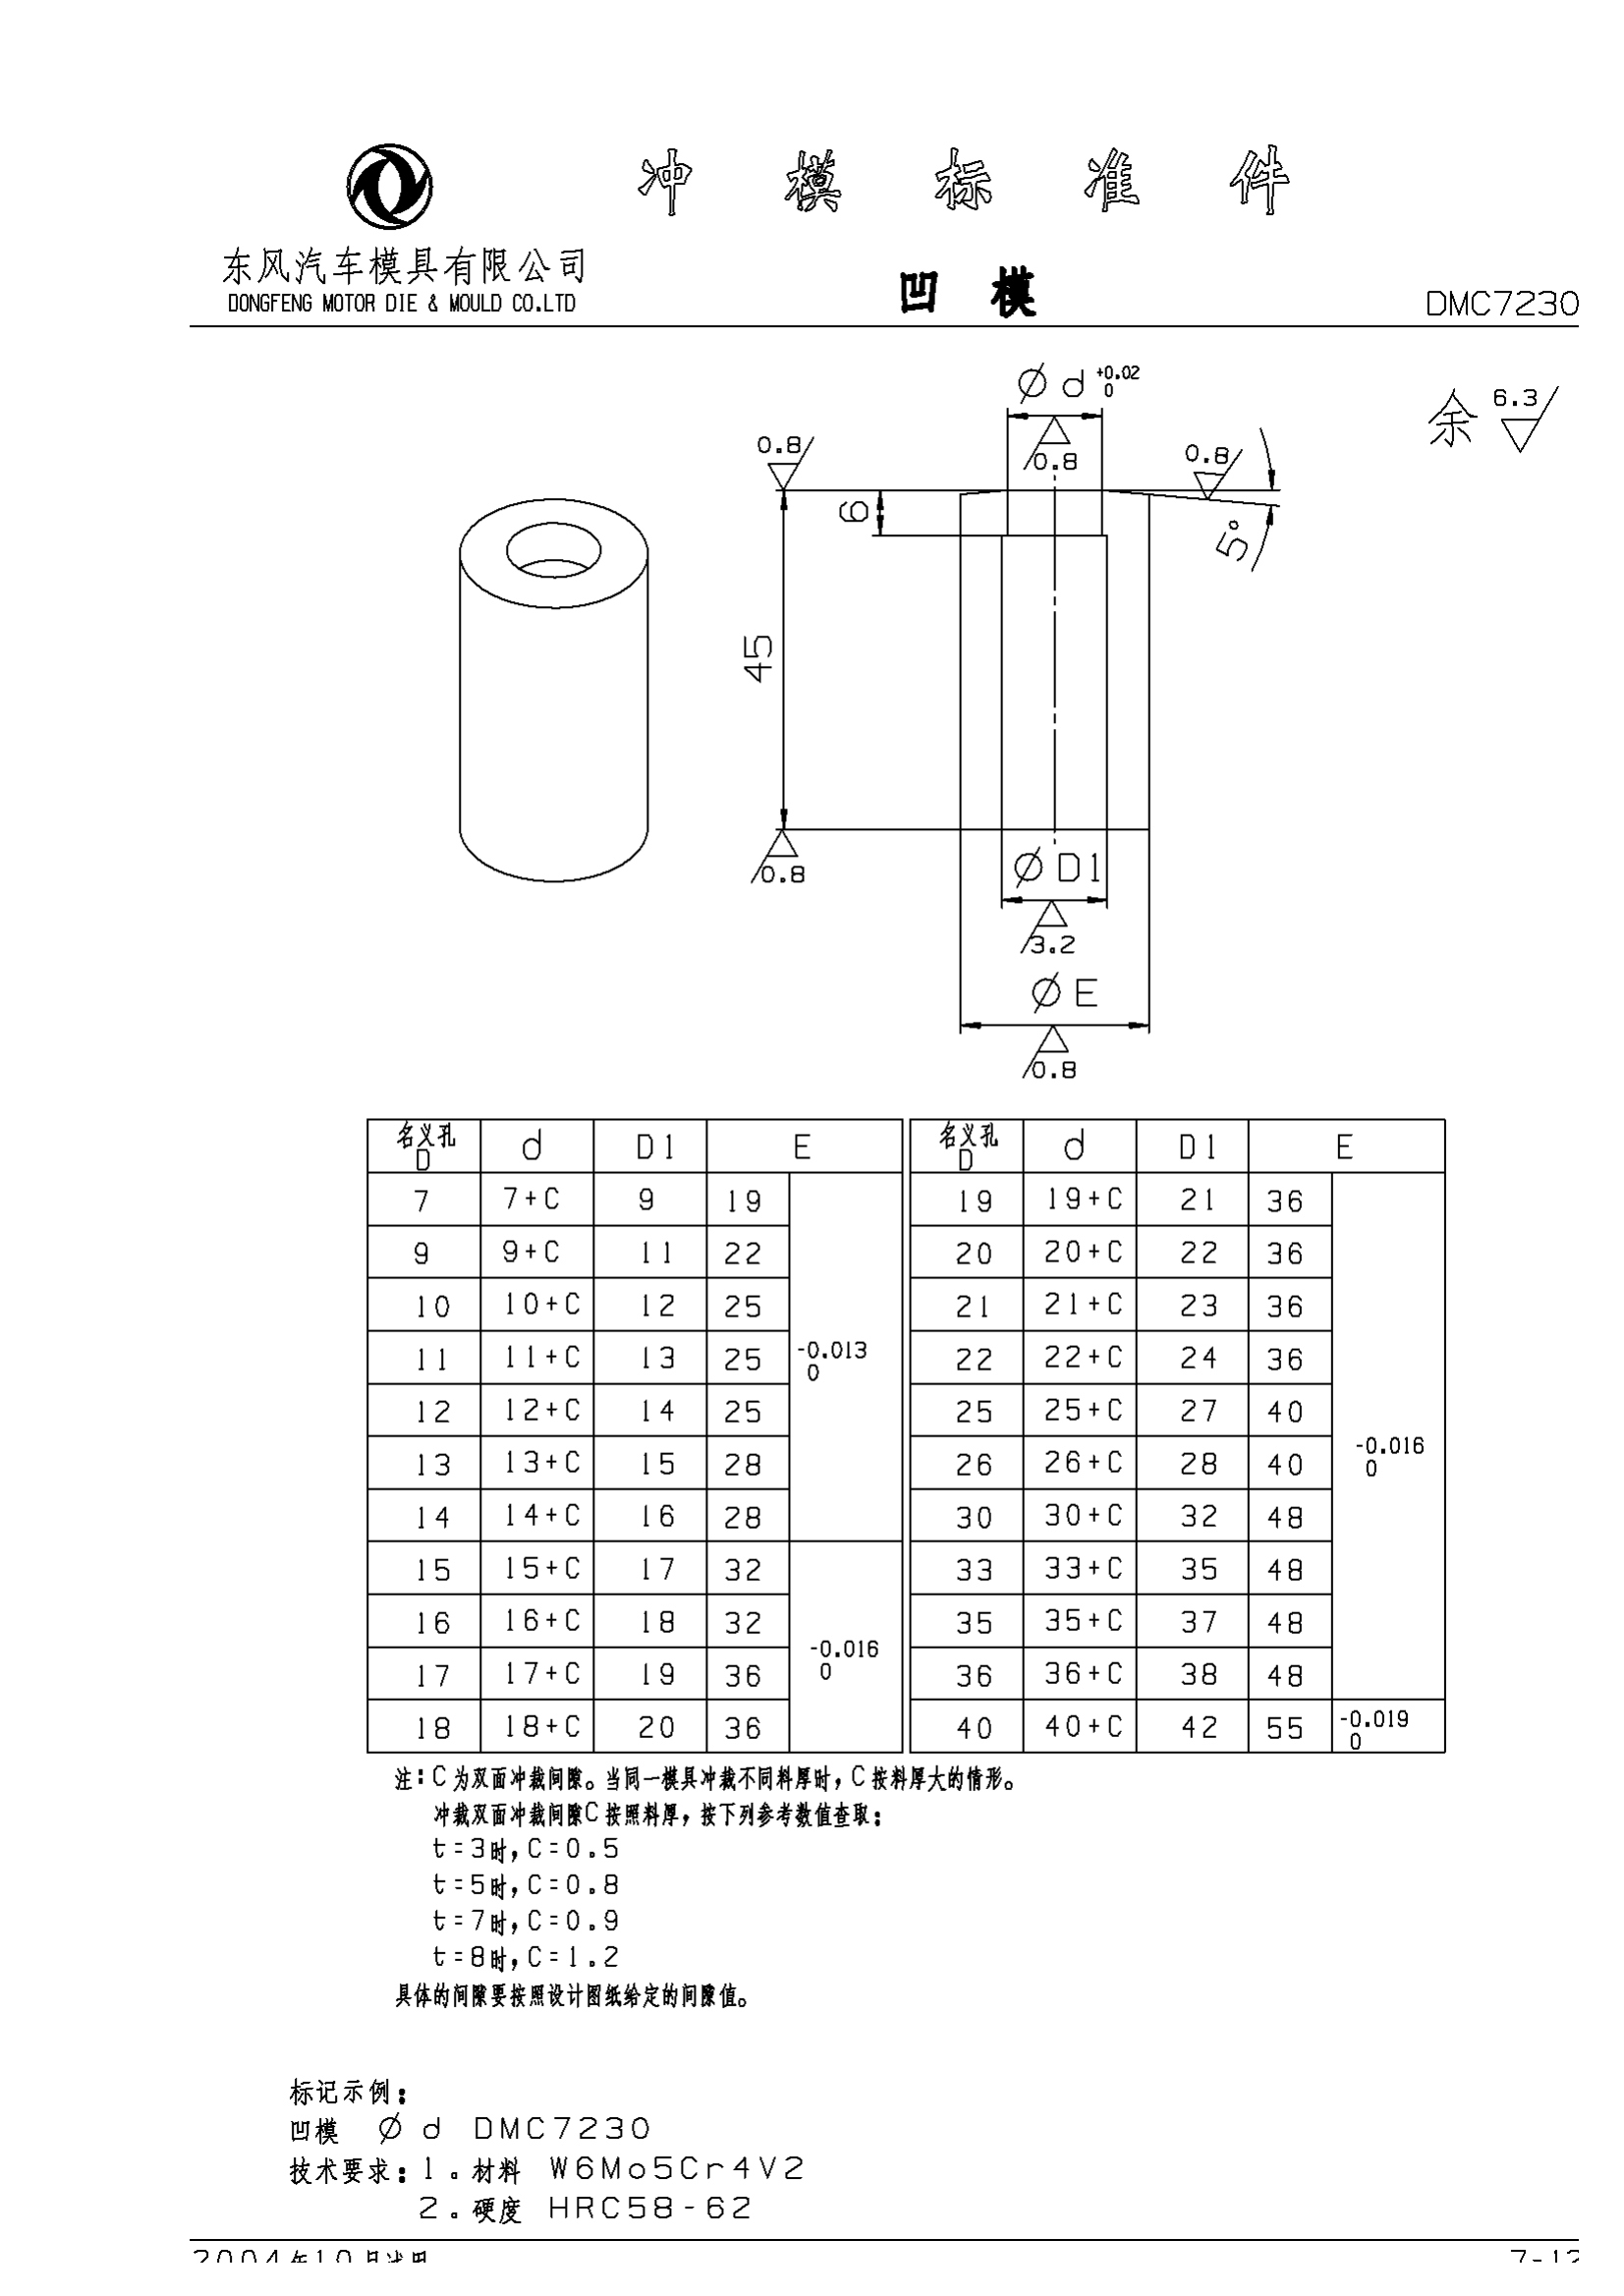 冲 模 标 准 件
东风汽车模具有限公司
DONGFENG MOTOR DIE & MOULD CO.LTD
凹 模
DMC7230
Ød +0.02 0
余 6.3
0.8
0.8
0.8
6
5°
45
0.8
ØD1
3.2
ØE
0.8
名义孔D d D1 E 名义孔D d D1 E
7 7+C 9 19 19 19+C 21 36
9 9+C 11 22 20 20+C 22 36
10 10+C 12 25 21 21+C 23 36
11 11+C 13 25 -0.013 0 22 22+C 24 36
12 12+C 14 25 25 25+C 27 40
13 13+C 15 28 26 26+C 28 40 -0.016 0
14 14+C 16 28 30 30+C 32 48
15 15+C 17 32 33 33+C 35 48
16 16+C 18 32 -0.016 0 35 35+C 37 48
17 17+C 19 36 36 36+C 38 48
18 18+C 20 36 40 40+C 42 55 -0.019 0
注：C为双面冲裁间隙。当同一模具冲裁不同料厚时，C按料厚大的情形。
冲裁双面冲裁间隙C按照料厚，按下列参考数值查取：
t=3时，C=0.5
t=5时，C=0.8
t=7时，C=0.9
t=8时，C=1.2
具体的间隙要按照设计图纸给定的间隙值。
标记示例：
凹模 Ød DMC7230
技术要求：1。材料 W6Mo5Cr4V2
2。硬度 HRC58-62
2004年10月
7-12